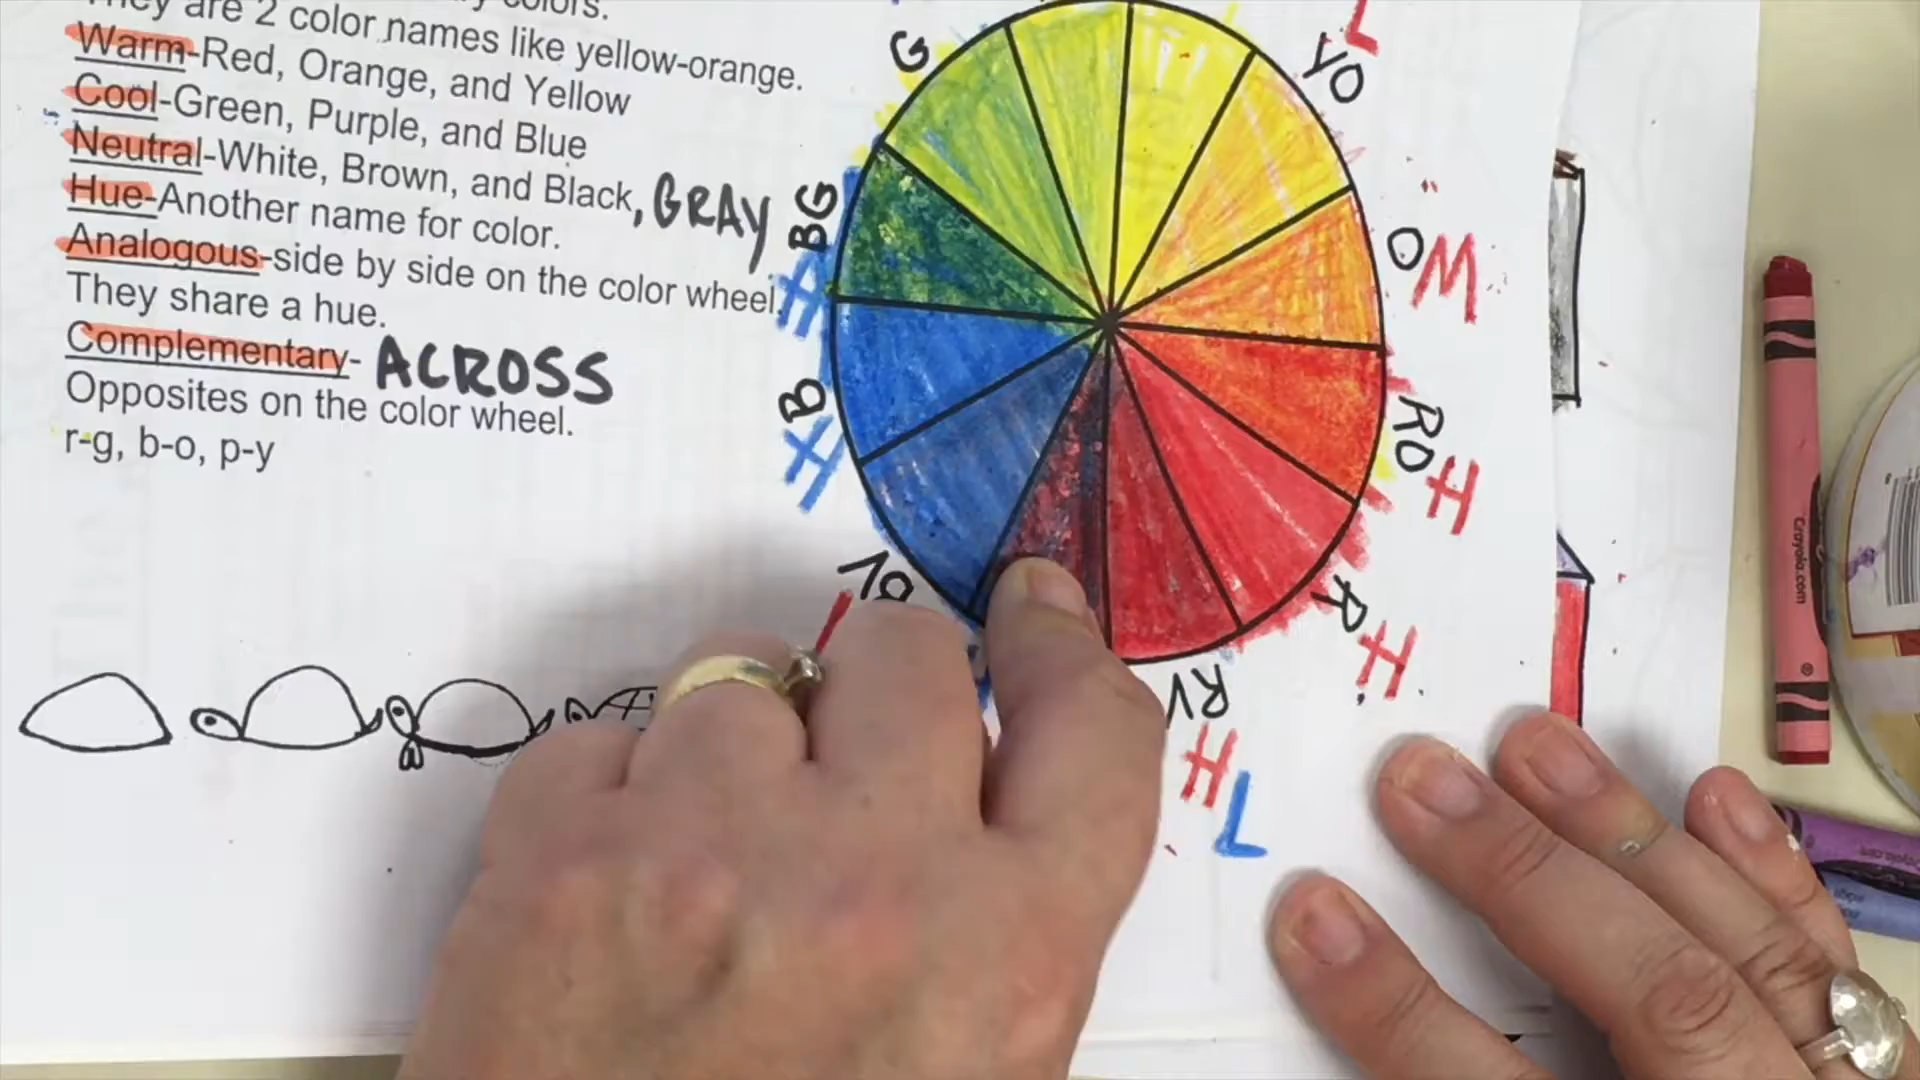 They are 2 color names like yellow-orange.
Warm-Red, Orange, and Yellow
Cool-Green, Purple, and Blue
Neutral-White, Brown, and Black, GRAY
Hue-Another name for color.
Analogous-side by side on the color wheel.
They share a hue.
Complementary- ACROSS
Opposites on the color wheel.
r-g, b-o, p-y
G
YO
L
BG
H
O
M
B
H
RO
H
R
H
RV
H
L
Crayola.com